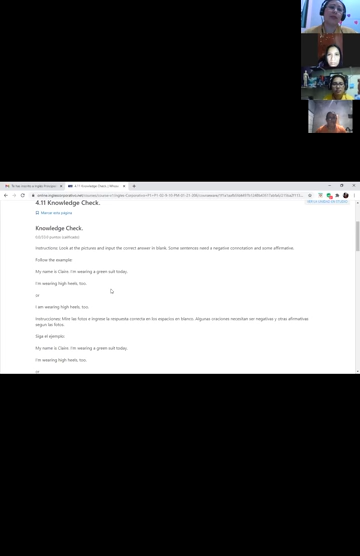 4.11 Knowledge Check.
Marcar esta página
Knowledge Check.
Instructions: Look at the pictures and input the correct answer in blank. Some sentences need a negative connotation and some affirmative.
Follow the example:
My name is Claire. I'm wearing a green suit today,
I'm wearing high heels, too.
or
I am wearing high heels, too.
Instrucciones: Mire las fotos e ingrese la respuesta correcta en los espacios en blanco. Algunas oraciones necesitan ser negativas y otras afirmativas
según las fotos.
Siga el ejemplo:
My name is Claire. I'm wearing a green suit today,
I'm wearing high heels, too.
or